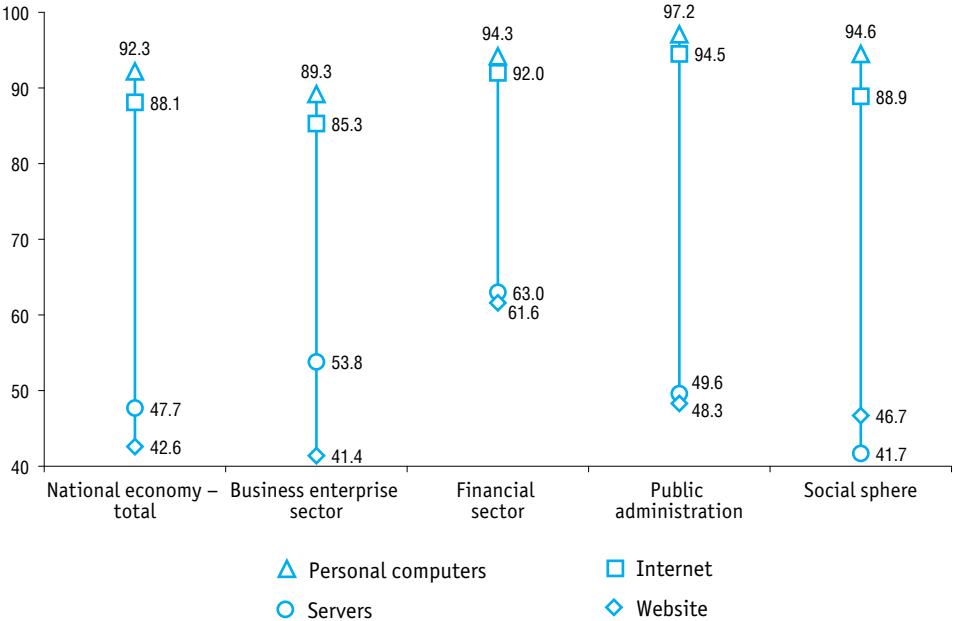 100
90
80
70
60
50
40
92.3
88.1
47.7
42.6
89.3
85.3
53.8
41.4
94.3
92.0
63.0
61.6
97.2
94.5
49.6
48.3
94.6
88.9
46.7
41.7
National economy –
total
Business enterprise
sector
Financial
sector
Public
administration
Social sphere
Personal computers
Internet
Servers
Website